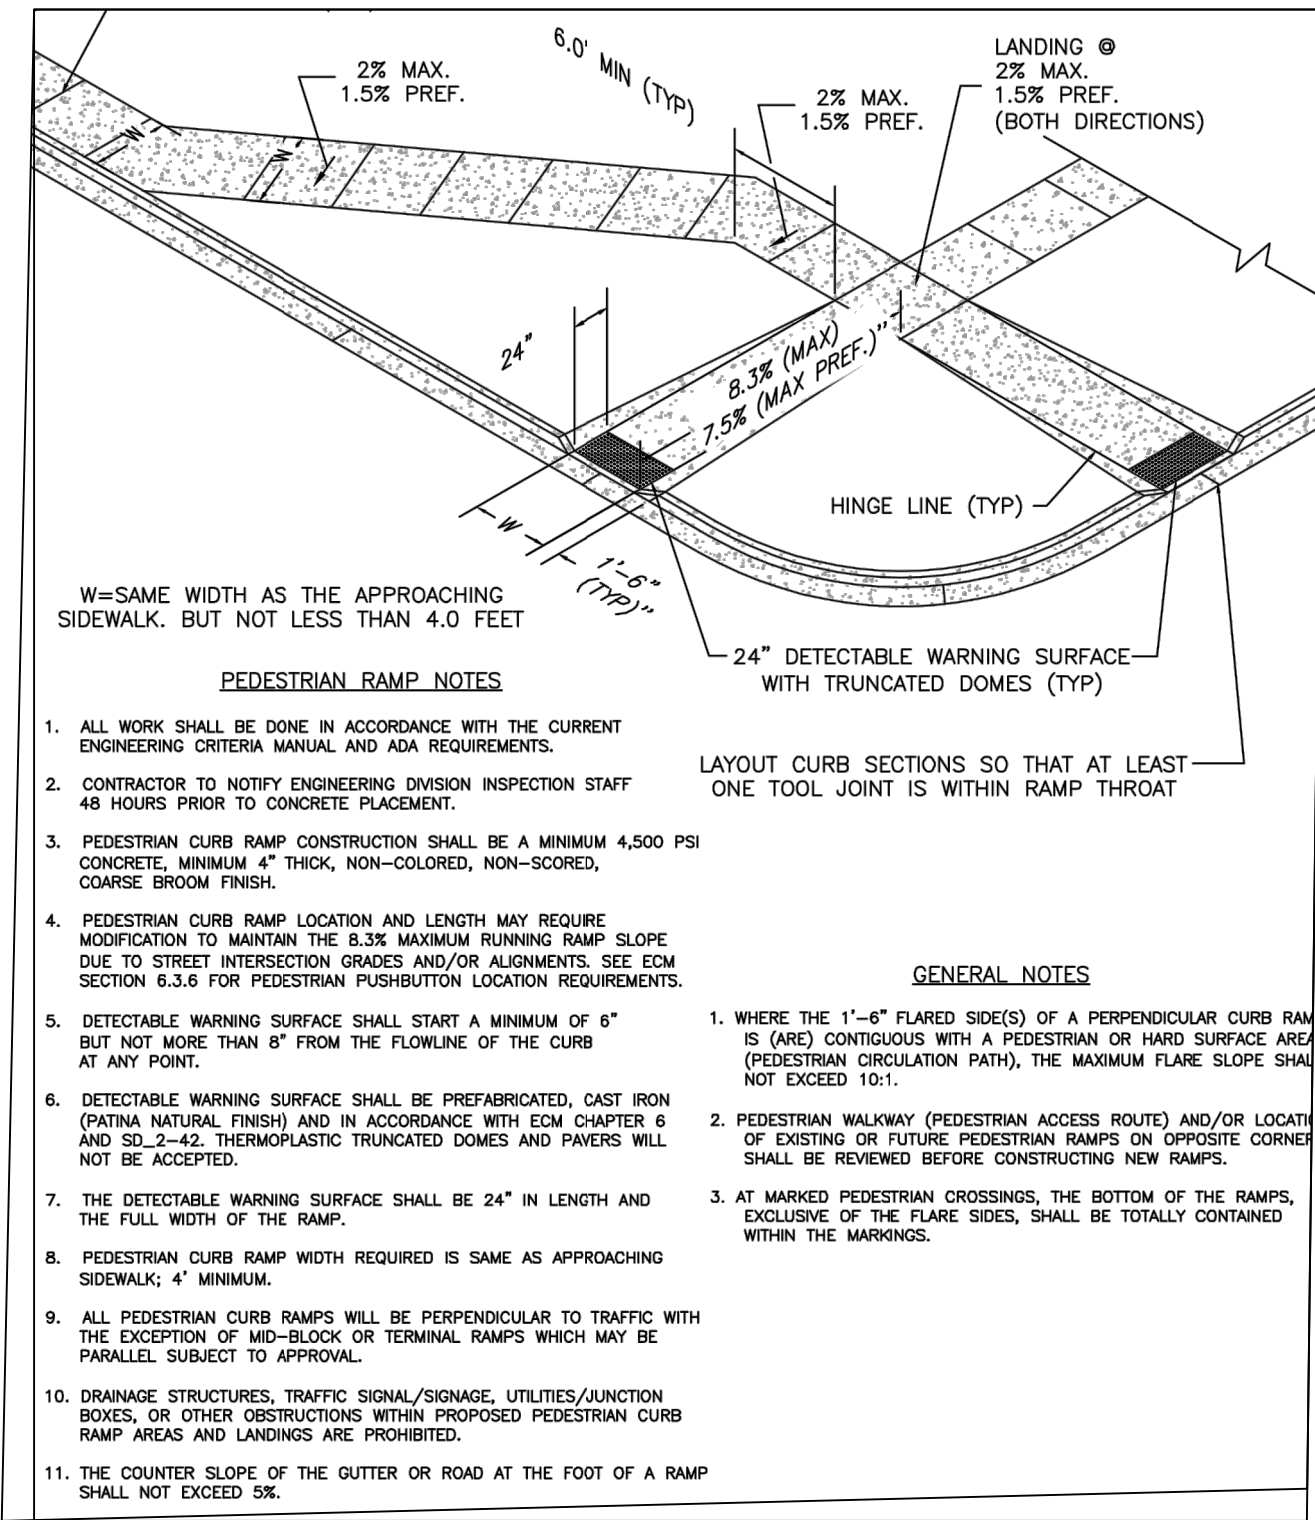 6.0' MIN (TYP)
2% MAX.
1.5% PREF.
2% MAX.
1.5% PREF.
LANDING @
2% MAX.
1.5% PREF.
(BOTH DIRECTIONS)
W
W
24"
8.3% (MAX)
7.5% (MAX PREF.)"
HINGE LINE (TYP)
W
1'-6"
(TYP)"
W=SAME WIDTH AS THE APPROACHING
SIDEWALK. BUT NOT LESS THAN 4.0 FEET
24" DETECTABLE WARNING SURFACE
WITH TRUNCATED DOMES (TYP)
LAYOUT CURB SECTIONS SO THAT AT LEAST
ONE TOOL JOINT IS WITHIN RAMP THROAT
PEDESTRIAN RAMP NOTES
1. ALL WORK SHALL BE DONE IN ACCORDANCE WITH THE CURRENT
ENGINEERING CRITERIA MANUAL AND ADA REQUIREMENTS.
2. CONTRACTOR TO NOTIFY ENGINEERING DIVISION INSPECTION STAFF
48 HOURS PRIOR TO CONCRETE PLACEMENT.
3. PEDESTRIAN CURB RAMP CONSTRUCTION SHALL BE A MINIMUM 4,500 PSI
CONCRETE, MINIMUM 4" THICK, NON-COLORED, NON-SCORED,
COARSE BROOM FINISH.
4. PEDESTRIAN CURB RAMP LOCATION AND LENGTH MAY REQUIRE
MODIFICATION TO MAINTAIN THE 8.3% MAXIMUM RUNNING RAMP SLOPE
DUE TO STREET INTERSECTION GRADES AND/OR ALIGNMENTS. SEE ECM
SECTION 6.3.6 FOR PEDESTRIAN PUSHBUTTON LOCATION REQUIREMENTS.
5. DETECTABLE WARNING SURFACE SHALL START A MINIMUM OF 6"
BUT NOT MORE THAN 8" FROM THE FLOWLINE OF THE CURB
AT ANY POINT.
6. DETECTABLE WARNING SURFACE SHALL BE PREFABRICATED, CAST IRON
(PATINA NATURAL FINISH) AND IN ACCORDANCE WITH ECM CHAPTER 6
AND SD_2-42. THERMOPLASTIC TRUNCATED DOMES AND PAVERS WILL
NOT BE ACCEPTED.
7. THE DETECTABLE WARNING SURFACE SHALL BE 24" IN LENGTH AND
THE FULL WIDTH OF THE RAMP.
8. PEDESTRIAN CURB RAMP WIDTH REQUIRED IS SAME AS APPROACHING
SIDEWALK; 4' MINIMUM.
9. ALL PEDESTRIAN CURB RAMPS WILL BE PERPENDICULAR TO TRAFFIC WITH
THE EXCEPTION OF MID-BLOCK OR TERMINAL RAMPS WHICH MAY BE
PARALLEL SUBJECT TO APPROVAL.
10. DRAINAGE STRUCTURES, TRAFFIC SIGNAL/SIGNAGE, UTILITIES/JUNCTION
BOXES, OR OTHER OBSTRUCTIONS WITHIN PROPOSED PEDESTRIAN CURB
RAMP AREAS AND LANDINGS ARE PROHIBITED.
11. THE COUNTER SLOPE OF THE GUTTER OR ROAD AT THE FOOT OF A RAMP
SHALL NOT EXCEED 5%.
GENERAL NOTES
1. WHERE THE 1'-6" FLARED SIDE(S) OF A PERPENDICULAR CURB RAM
IS (ARE) CONTIGUOUS WITH A PEDESTRIAN OR HARD SURFACE AREA
(PEDESTRIAN CIRCULATION PATH), THE MAXIMUM FLARE SLOPE SHAL
NOT EXCEED 10:1.
2. PEDESTRIAN WALKWAY (PEDESTRIAN ACCESS ROUTE) AND/OR LOCATI
OF EXISTING OR FUTURE PEDESTRIAN RAMPS ON OPPOSITE CORNER
SHALL BE REVIEWED BEFORE CONSTRUCTING NEW RAMPS.
3. AT MARKED PEDESTRIAN CROSSINGS, THE BOTTOM OF THE RAMPS,
EXCLUSIVE OF THE FLARE SIDES, SHALL BE TOTALLY CONTAINED
WITHIN THE MARKINGS.